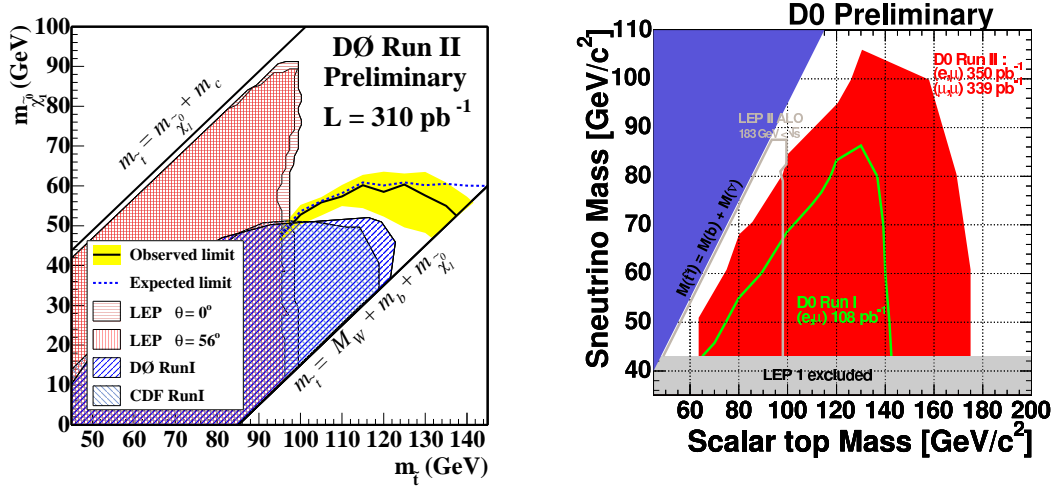 DØ Run II
Preliminary
L = 310 pb⁻¹
m_t̃ = m_χ̃₁⁰ + m_c
m_t̃ = M_W + m_b + m_χ̃₁⁰
Observed limit
Expected limit
LEP θ = 0°
LEP θ = 56°
DØ RunI
CDF RunI
m_χ̃₁⁰ (GeV)
100
90
80
70
60
50
40
30
20
10
0
50 60 70 80 90 100 110 120 130 140
m_t̃ (GeV)
D0 Preliminary
Sneutrino Mass [GeV/c²]
110
100
90
80
70
60
50
40
D0 Run II :
(e,μ) 350 pb⁻¹
(μ,μ) 339 pb⁻¹
LEP II ALO
M(t̃1) = M(b) + M(ν̃)
D0 Run I
(e,μ) 108 pb⁻¹
LEP 1 excluded
60 80 100 120 140 160 180 200
Scalar top Mass [GeV/c²]